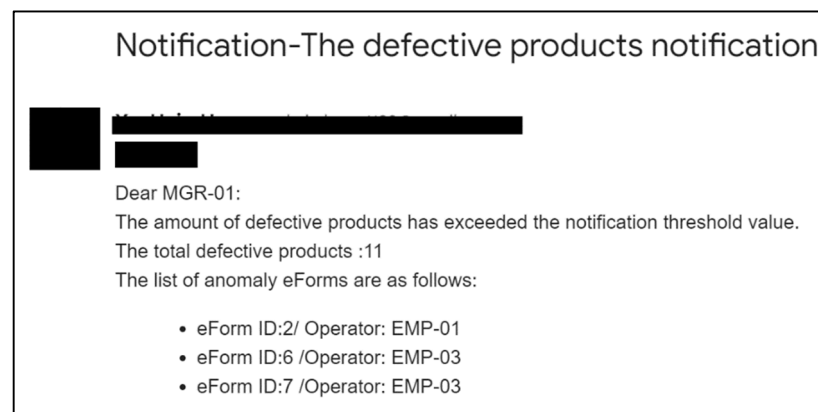 Notification-The defective products notification
Dear MGR-01:
The amount of defective products has exceeded the notification threshold value.
The total defective products :11
The list of anomaly eForms are as follows:
• eForm ID:2/ Operator: EMP-01
• eForm ID:6 /Operator: EMP-03
• eForm ID:7 /Operator: EMP-03